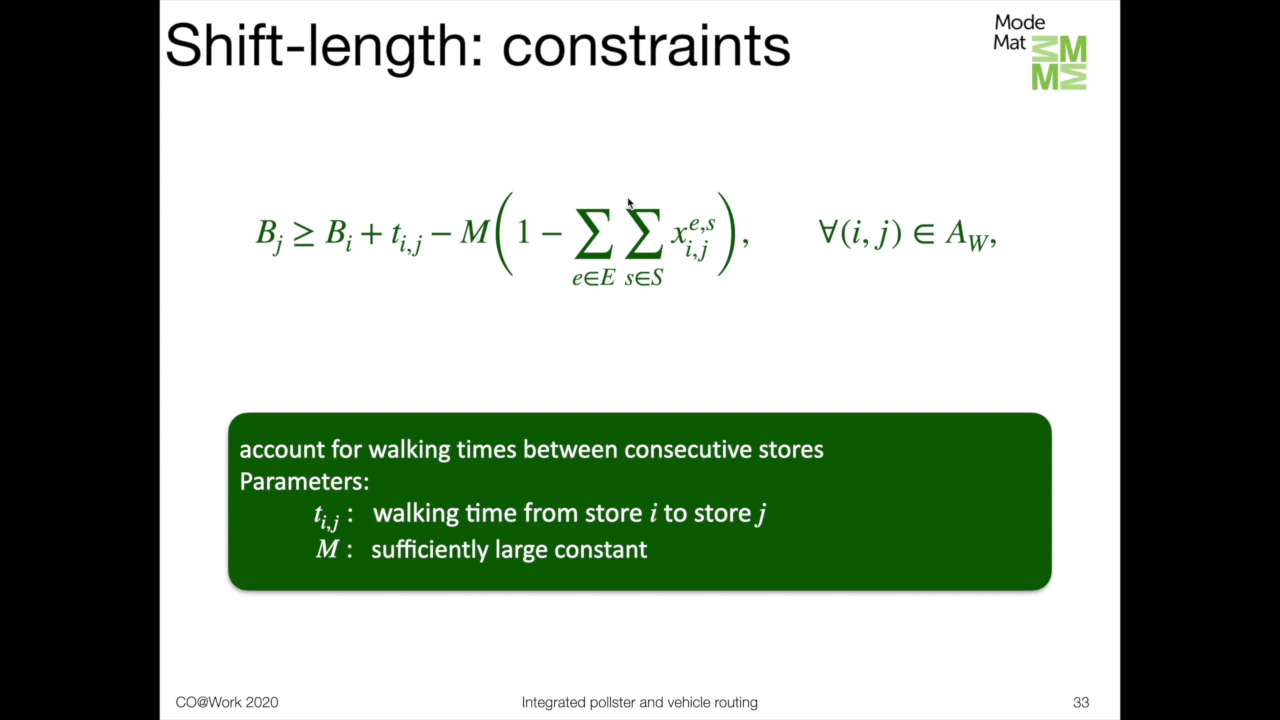 Shift-length: constraints
Mode
Mat MM
MM
B_j ≥ B_i + t_{i,j} − M(1 − ∑_{e∈E} ∑_{s∈S} x_{i,j}^{e,s}), ∀(i, j) ∈ A_W,
account for walking times between consecutive stores
Parameters:
t_{i,j} : walking time from store i to store j
M : sufficiently large constant
CO@Work 2020
Integrated pollster and vehicle routing
33